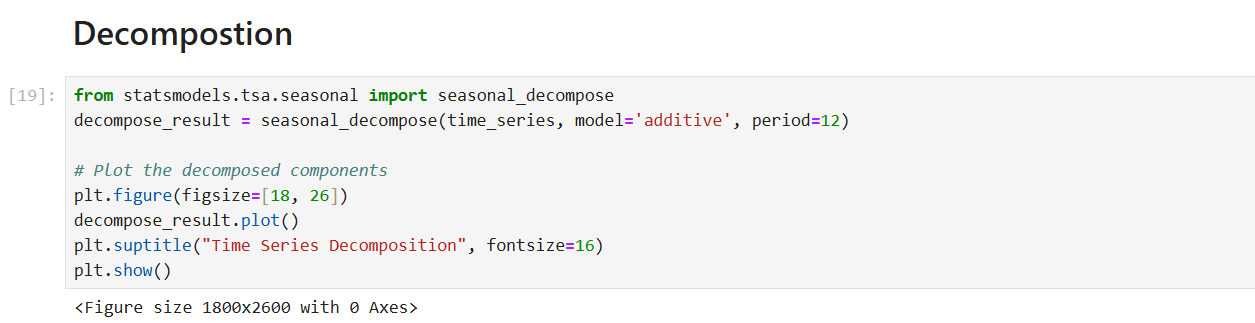 Decompostion
[19]:
from statsmodels.tsa.seasonal import seasonal_decompose
decompose_result = seasonal_decompose(time_series, model='additive', period=12)
# Plot the decomposed components
plt.figure(figsize=[18, 26])
decompose_result.plot()
plt.suptitle("Time Series Decomposition", fontsize=16)
plt.show()
<Figure size 1800x2600 with 0 Axes>